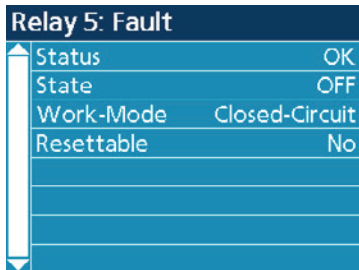 Relay 5: Fault
Status OK
State OFF
Work-Mode Closed-Circuit
Resettable No